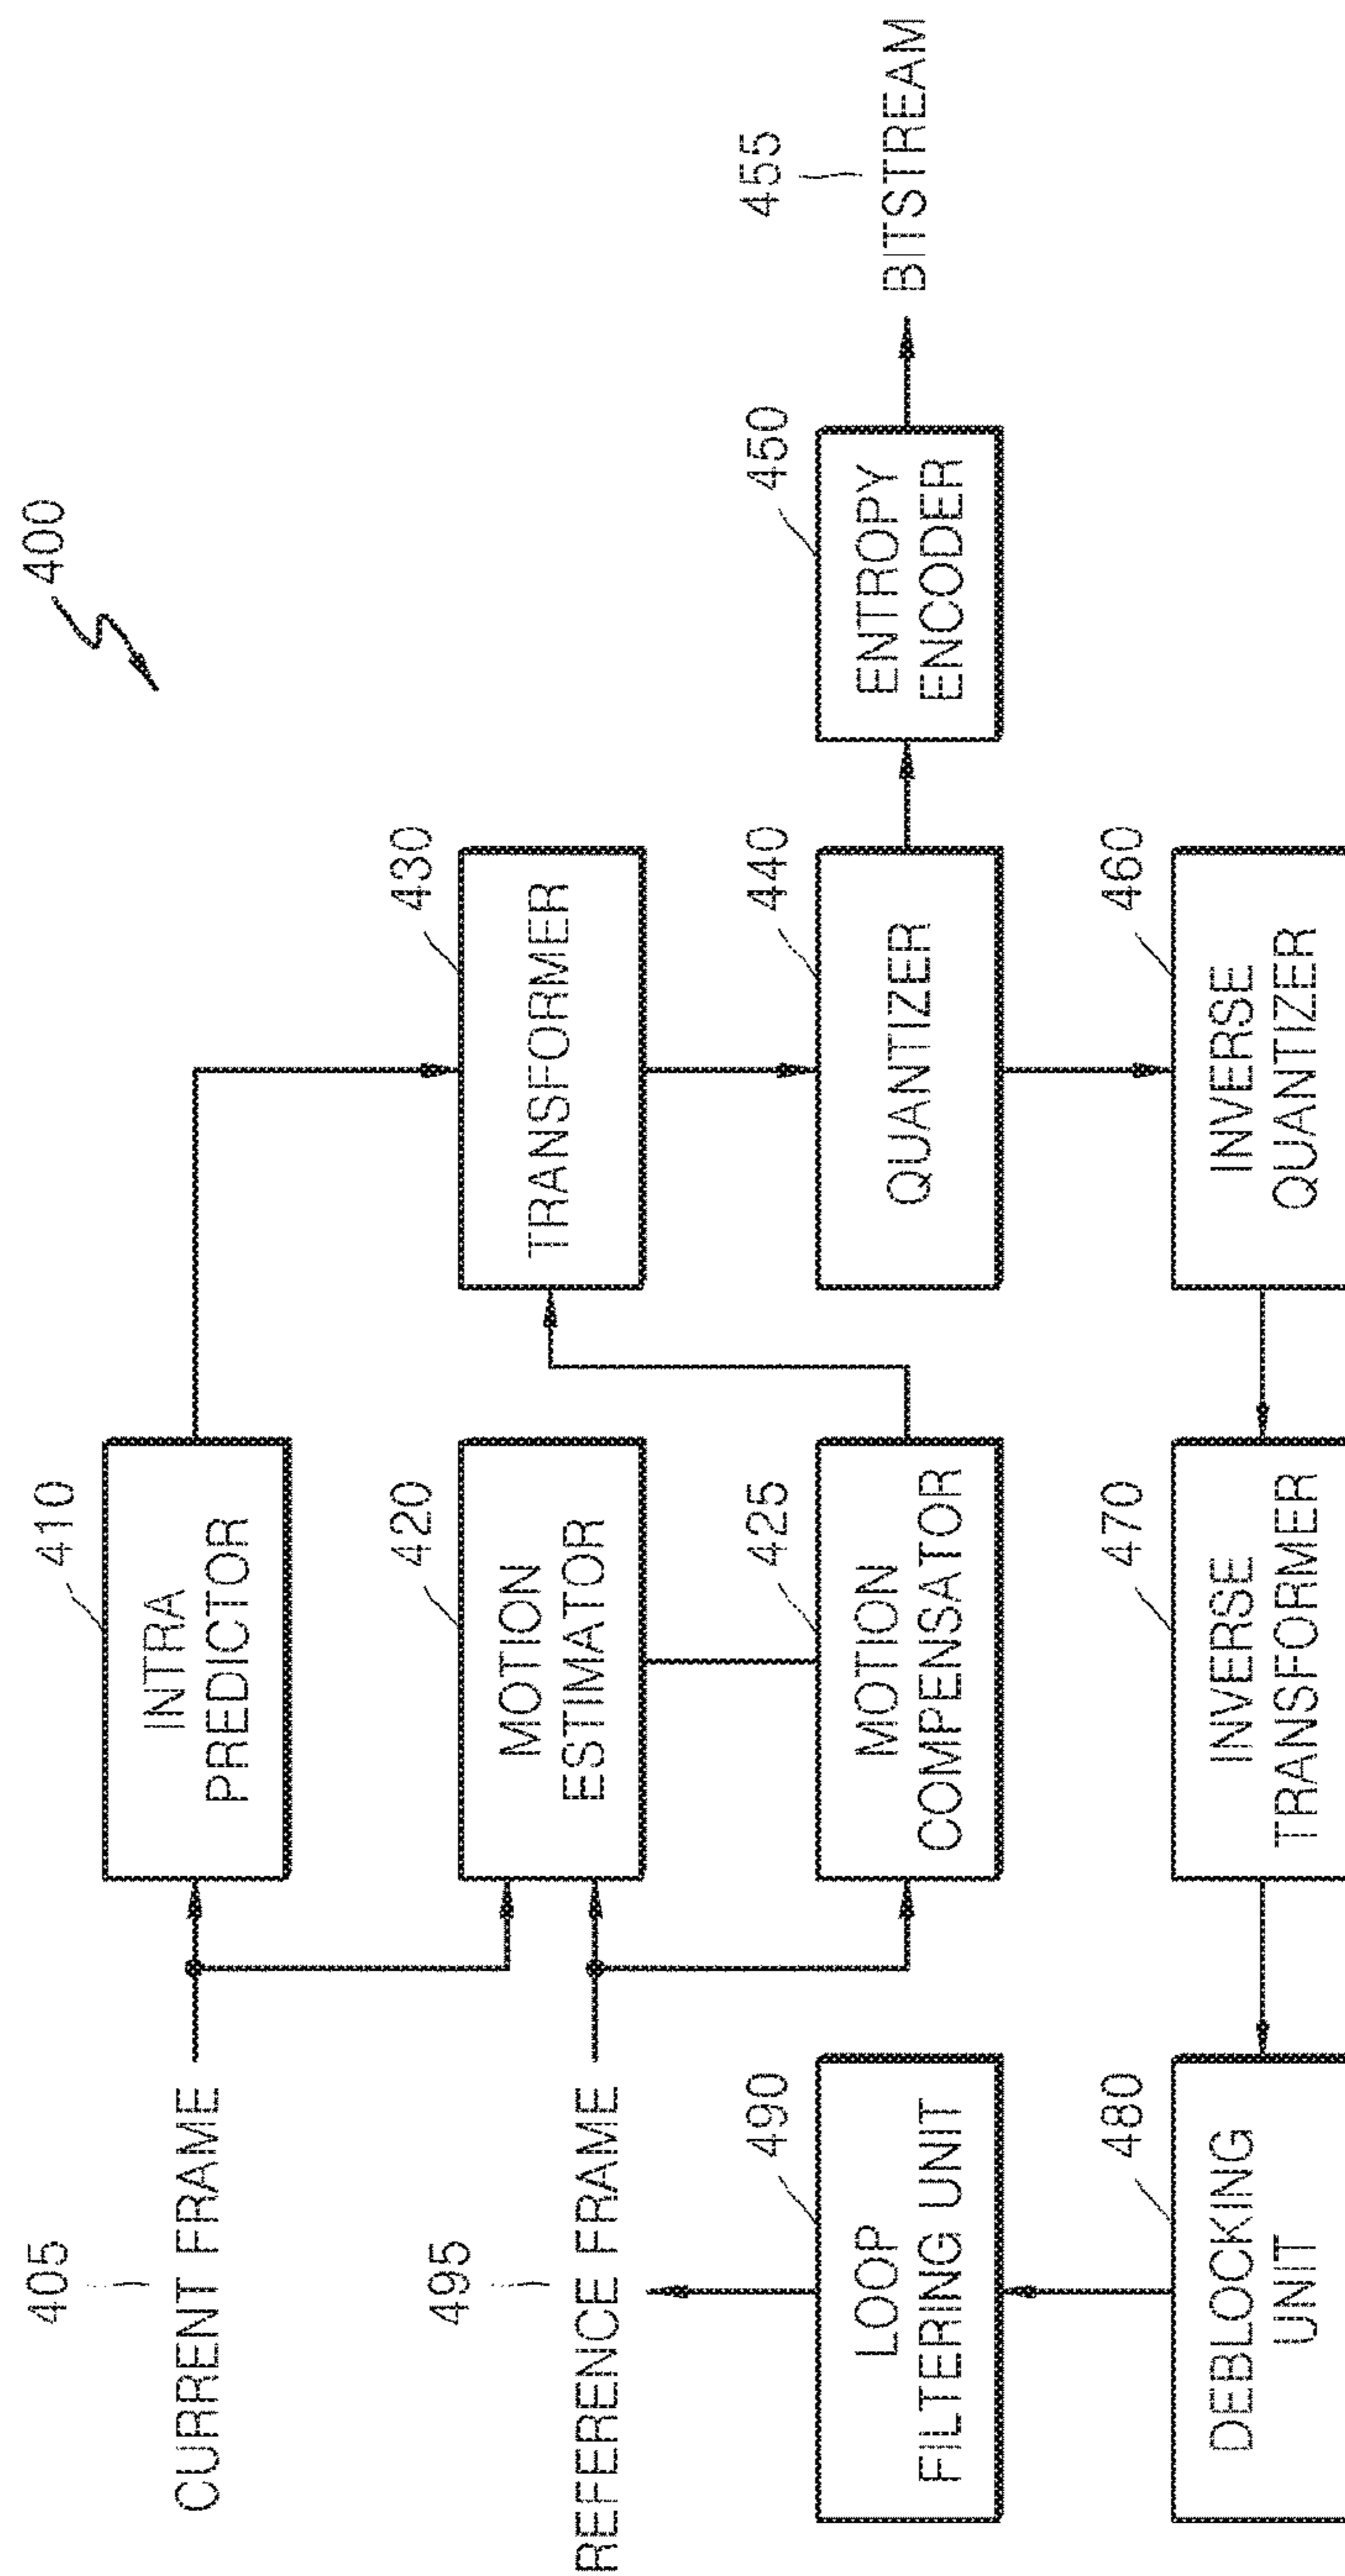 400
405
CURRENT FRAME
410
INTRA
PREDICTOR
495
REFERENCE FRAME
420
MOTION
ESTIMATOR
430
TRANSFORMER
490
LOOP
FILTERING UNIT
425
MOTION
COMPENSATOR
440
QUANTIZER
450
ENTROPY
ENCODER
455
BITSTREAM
480
DEBLOCKING
UNIT
470
INVERSE
TRANSFORMER
460
INVERSE
QUANTIZER